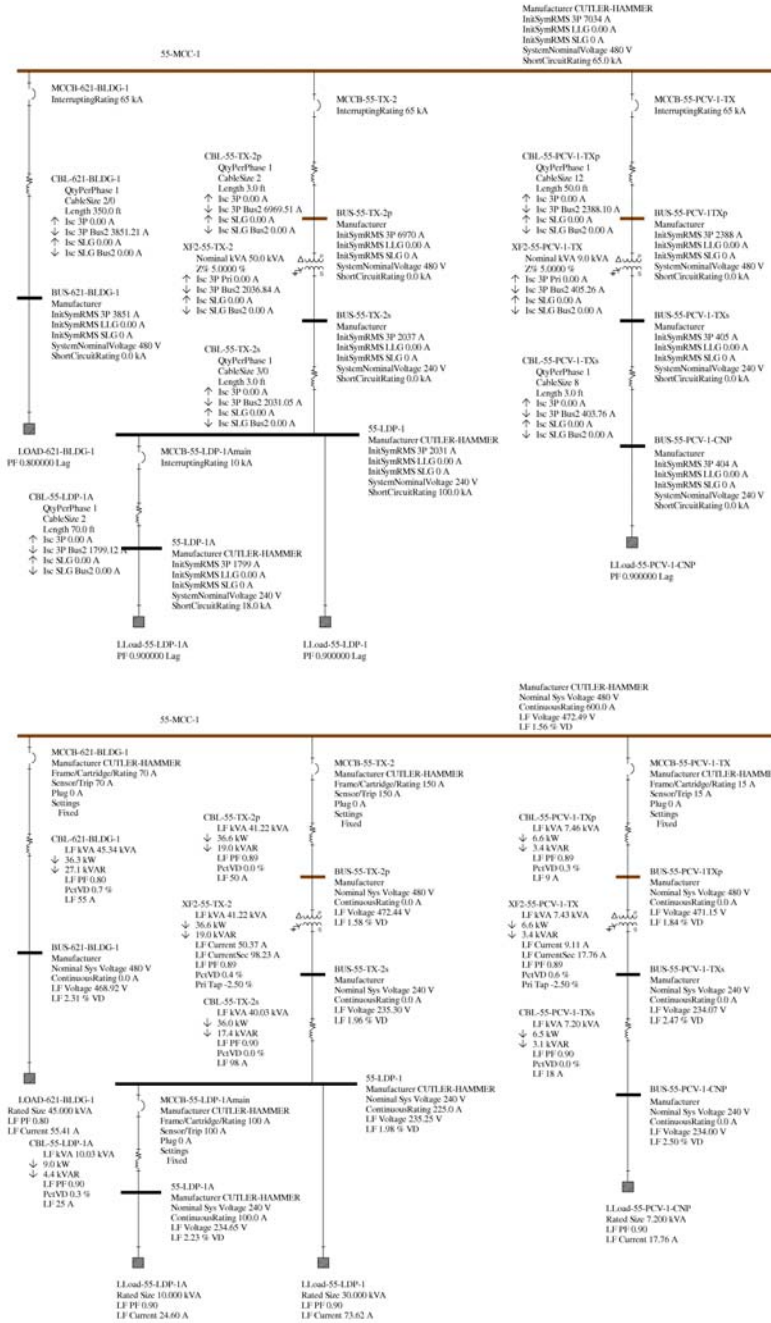 Manufacturer CUTLER-HAMMER
InitSymRMS 3P 7034 A
InitSymRMS LLG 0.00 A
InitSymRMS SLG 0 A
SystemNominalVoltage 480 V
ShortCircuitRating 65.0 kA
55-MCC-1
MCCB-621-BLDG-1
InterruptingRating 65 kA
MCCB-55-TX-2
InterruptingRating 65 kA
MCCB-55-PCV-1-TX
InterruptingRating 65 kA
CBL-621-BLDG-1
QtyPerPhase 1
CableSize 2/0
Length 350.0 ft
↑ Isc 3P 0.00 A
↓ Isc 3P Bus2 3851.21 A
↑ Isc SLG 0.00 A
↓ Isc SLG Bus2 0.00 A
CBL-55-TX-2p
QtyPerPhase 1
CableSize 2
Length 3.0 ft
↑ Isc 3P 0.00 A
↓ Isc 3P Bus2 6969.51 A
↑ Isc SLG 0.00 A
↓ Isc SLG Bus2 0.00 A
CBL-55-PCV-1-TXp
QtyPerPhase 1
CableSize 12
Length 50.0 ft
↑ Isc 3P 0.00 A
↓ Isc 3P Bus2 2388.10 A
↑ Isc SLG 0.00 A
↓ Isc SLG Bus2 0.00 A
BUS-55-TX-2p
Manufacturer
InitSymRMS 3P 6970 A
InitSymRMS LLG 0.00 A
InitSymRMS SLG 0 A
SystemNominalVoltage 480 V
ShortCircuitRating 0.0 kA
BUS-55-PCV-1TXp
Manufacturer
InitSymRMS 3P 2388 A
InitSymRMS LLG 0.00 A
InitSymRMS SLG 0 A
SystemNominalVoltage 480 V
ShortCircuitRating 0.0 kA
XF2-55-TX-2
Nominal kVA 50.0 kVA
Z% 5.0000 %
↑ Isc 3P Pri 0.00 A
↓ Isc 3P Bus2 2036.84 A
↑ Isc SLG 0.00 A
↓ Isc SLG Bus2 0.00 A
XF2-55-PCV-1-TX
Nominal kVA 9.0 kVA
Z% 5.0000 %
↑ Isc 3P Pri 0.00 A
↓ Isc 3P Bus2 405.26 A
↑ Isc SLG 0.00 A
↓ Isc SLG Bus2 0.00 A
BUS-621-BLDG-1
Manufacturer
InitSymRMS 3P 3851 A
InitSymRMS LLG 0.00 A
InitSymRMS SLG 0 A
SystemNominalVoltage 480 V
ShortCircuitRating 0.0 kA
BUS-55-TX-2s
Manufacturer
InitSymRMS 3P 2037 A
InitSymRMS LLG 0.00 A
InitSymRMS SLG 0 A
SystemNominalVoltage 240 V
ShortCircuitRating 0.0 kA
BUS-55-PCV-1-TXs
Manufacturer
InitSymRMS 3P 405 A
InitSymRMS LLG 0.00 A
InitSymRMS SLG 0 A
SystemNominalVoltage 240 V
ShortCircuitRating 0.0 kA
CBL-55-TX-2s
QtyPerPhase 1
CableSize 3/0
Length 3.0 ft
↑ Isc 3P 0.00 A
↓ Isc 3P Bus2 2031.05 A
↑ Isc SLG 0.00 A
↓ Isc SLG Bus2 0.00 A
CBL-55-PCV-1-TXs
QtyPerPhase 1
CableSize 8
Length 3.0 ft
↑ Isc 3P 0.00 A
↓ Isc 3P Bus2 403.76 A
↑ Isc SLG 0.00 A
↓ Isc SLG Bus2 0.00 A
LOAD-621-BLDG-1
PF 0.800000 Lag
MCCB-55-LDP-1Amain
InterruptingRating 10 kA
55-LDP-1
Manufacturer CUTLER-HAMMER
InitSymRMS 3P 2031 A
InitSymRMS LLG 0.00 A
InitSymRMS SLG 0 A
SystemNominalVoltage 240 V
ShortCircuitRating 100.0 kA
BUS-55-PCV-1-CNP
Manufacturer
InitSymRMS 3P 404 A
InitSymRMS LLG 0.00 A
InitSymRMS SLG 0 A
SystemNominalVoltage 240 V
ShortCircuitRating 0.0 kA
CBL-55-LDP-1A
QtyPerPhase 1
CableSize 2
Length 70.0 ft
↑ Isc 3P 0.00 A
↓ Isc 3P Bus2 1799.12 A
↑ Isc SLG 0.00 A
↓ Isc SLG Bus2 0.00 A
55-LDP-1A
Manufacturer CUTLER-HAMMER
InitSymRMS 3P 1799 A
InitSymRMS LLG 0.00 A
InitSymRMS SLG 0 A
SystemNominalVoltage 240 V
ShortCircuitRating 18.0 kA
LLoad-55-PCV-1-CNP
PF 0.900000 Lag
LLoad-55-LDP-1A
PF 0.900000 Lag
LLoad-55-LDP-1
PF 0.900000 Lag
Manufacturer CUTLER-HAMMER
Nominal Sys Voltage 480 V
ContinuousRating 600.0 A
LF Voltage 472.49 V
LF 1.56 % VD
55-MCC-1
MCCB-621-BLDG-1
Manufacturer CUTLER-HAMMER
Frame/Cartridge/Rating 70 A
Sensor/Trip 70 A
Plug 0 A
Settings
Fixed
MCCB-55-TX-2
Manufacturer CUTLER-HAMMER
Frame/Cartridge/Rating 150 A
Sensor/Trip 150 A
Plug 0 A
Settings
Fixed
MCCB-55-PCV-1-TX
Manufacturer CUTLER-HAMMER
Frame/Cartridge/Rating 15 A
Sensor/Trip 15 A
Plug 0 A
Settings
Fixed
CBL-621-BLDG-1
LF kVA 45.34 kVA
↓ 36.3 kW
↓ 27.1 kVAR
LF PF 0.80
PctVD 0.7 %
LF 55 A
CBL-55-TX-2p
LF kVA 41.22 kVA
↓ 36.6 kW
↓ 19.0 kVAR
LF PF 0.89
PctVD 0.0 %
LF 50 A
CBL-55-PCV-1-TXp
LF kVA 7.46 kVA
↓ 6.6 kW
↓ 3.4 kVAR
LF PF 0.89
PctVD 0.3 %
LF 9 A
BUS-55-TX-2p
Manufacturer
Nominal Sys Voltage 480 V
ContinuousRating 0.0 A
LF Voltage 472.44 V
LF 1.58 % VD
BUS-55-PCV-1TXp
Manufacturer
Nominal Sys Voltage 480 V
ContinuousRating 0.0 A
LF Voltage 471.15 V
LF 1.84 % VD
XF2-55-TX-2
LF kVA 41.22 kVA
↓ 36.6 kW
↓ 19.0 kVAR
LF Current 50.37 A
LF CurrentSec 98.23 A
LF PF 0.89
PctVD 0.4 %
Pri Tap -2.50 %
XF2-55-PCV-1-TX
LF kVA 7.43 kVA
↓ 6.6 kW
↓ 3.4 kVAR
LF Current 9.11 A
LF CurrentSec 17.76 A
LF PF 0.89
PctVD 0.6 %
Pri Tap -2.50 %
BUS-621-BLDG-1
Manufacturer
Nominal Sys Voltage 480 V
ContinuousRating 0.0 A
LF Voltage 468.92 V
LF 2.31 % VD
BUS-55-TX-2s
Manufacturer
Nominal Sys Voltage 240 V
ContinuousRating 0.0 A
LF Voltage 235.30 V
LF 1.96 % VD
BUS-55-PCV-1-TXs
Manufacturer
Nominal Sys Voltage 240 V
ContinuousRating 0.0 A
LF Voltage 234.07 V
LF 2.47 % VD
CBL-55-TX-2s
LF kVA 40.03 kVA
↓ 36.0 kW
↓ 17.4 kVAR
LF PF 0.90
PctVD 0.0 %
LF 98 A
CBL-55-PCV-1-TXs
LF kVA 7.20 kVA
↓ 6.5 kW
↓ 3.1 kVAR
LF PF 0.90
PctVD 0.0 %
LF 18 A
LOAD-621-BLDG-1
Rated Size 45.000 kVA
LF PF 0.80
LF Current 55.41 A
MCCB-55-LDP-1Amain
Manufacturer CUTLER-HAMMER
Frame/Cartridge/Rating 100 A
Sensor/Trip 100 A
Plug 0 A
Settings
Fixed
55-LDP-1
Manufacturer CUTLER-HAMMER
Nominal Sys Voltage 240 V
ContinuousRating 225.0 A
LF Voltage 235.25 V
LF 1.98 % VD
BUS-55-PCV-1-CNP
Manufacturer
Nominal Sys Voltage 240 V
ContinuousRating 0.0 A
LF Voltage 234.00 V
LF 2.50 % VD
CBL-55-LDP-1A
LF kVA 10.03 kVA
↓ 9.0 kW
↓ 4.4 kVAR
LF PF 0.90
PctVD 0.3 %
LF 25 A
55-LDP-1A
Manufacturer CUTLER-HAMMER
Nominal Sys Voltage 240 V
ContinuousRating 100.0 A
LF Voltage 234.65 V
LF 2.23 % VD
LLoad-55-PCV-1-CNP
Rated Size 7.200 kVA
LF PF 0.90
LF Current 17.76 A
LLoad-55-LDP-1A
Rated Size 10.000 kVA
LF PF 0.90
LF Current 24.60 A
LLoad-55-LDP-1
Rated Size 30.000 kVA
LF PF 0.90
LF Current 73.62 A